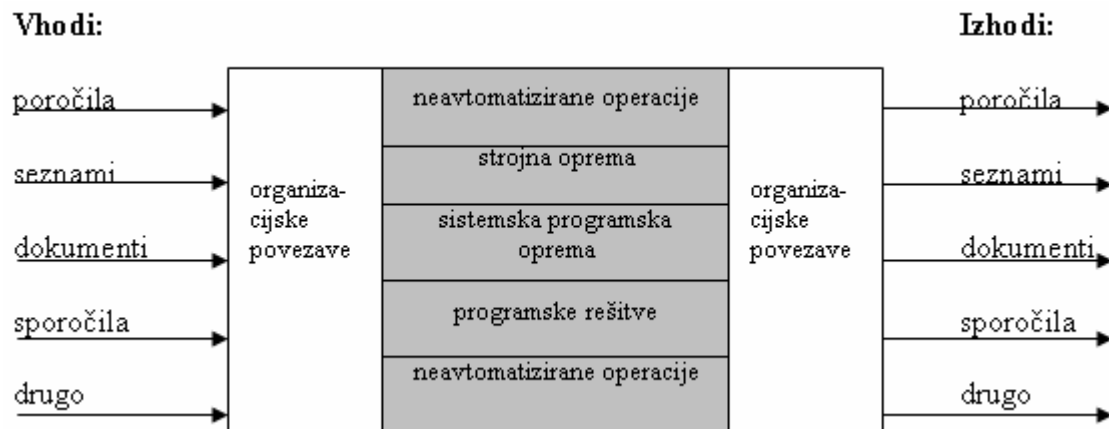 Vhodi:
Izhodi:
poročila
seznami
dokumenti
sporočila
drugo
organiza-
cijske
povezave
neavtomatizirane operacije
strojna oprema
sistemska programska
oprema
programske rešitve
neavtomatizirane operacije
organiza-
cijske
povezave
poročila
seznami
dokumenti
sporočila
drugo